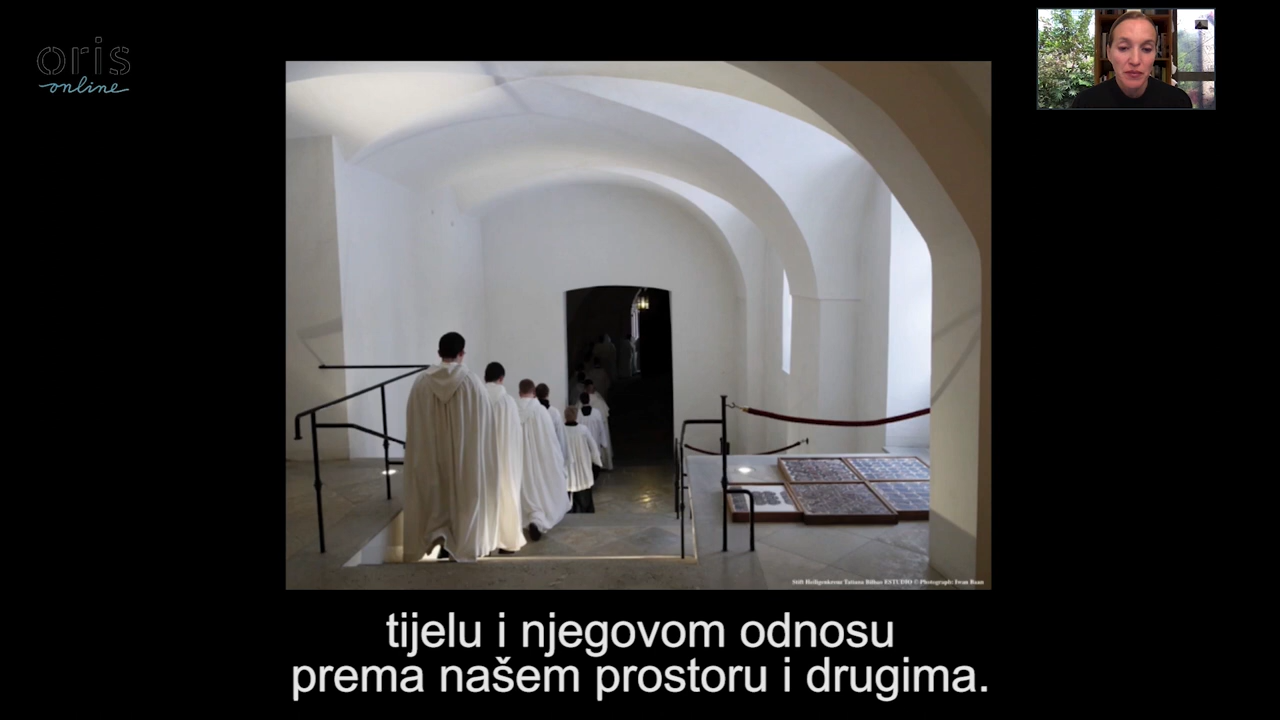 oris
online
Stift Heiligenkreuz Tatiana Bilbao ESTUDIO © Photograph: Iwan Baan
tijelu i njegovom odnosu
prema našem prostoru i drugima.